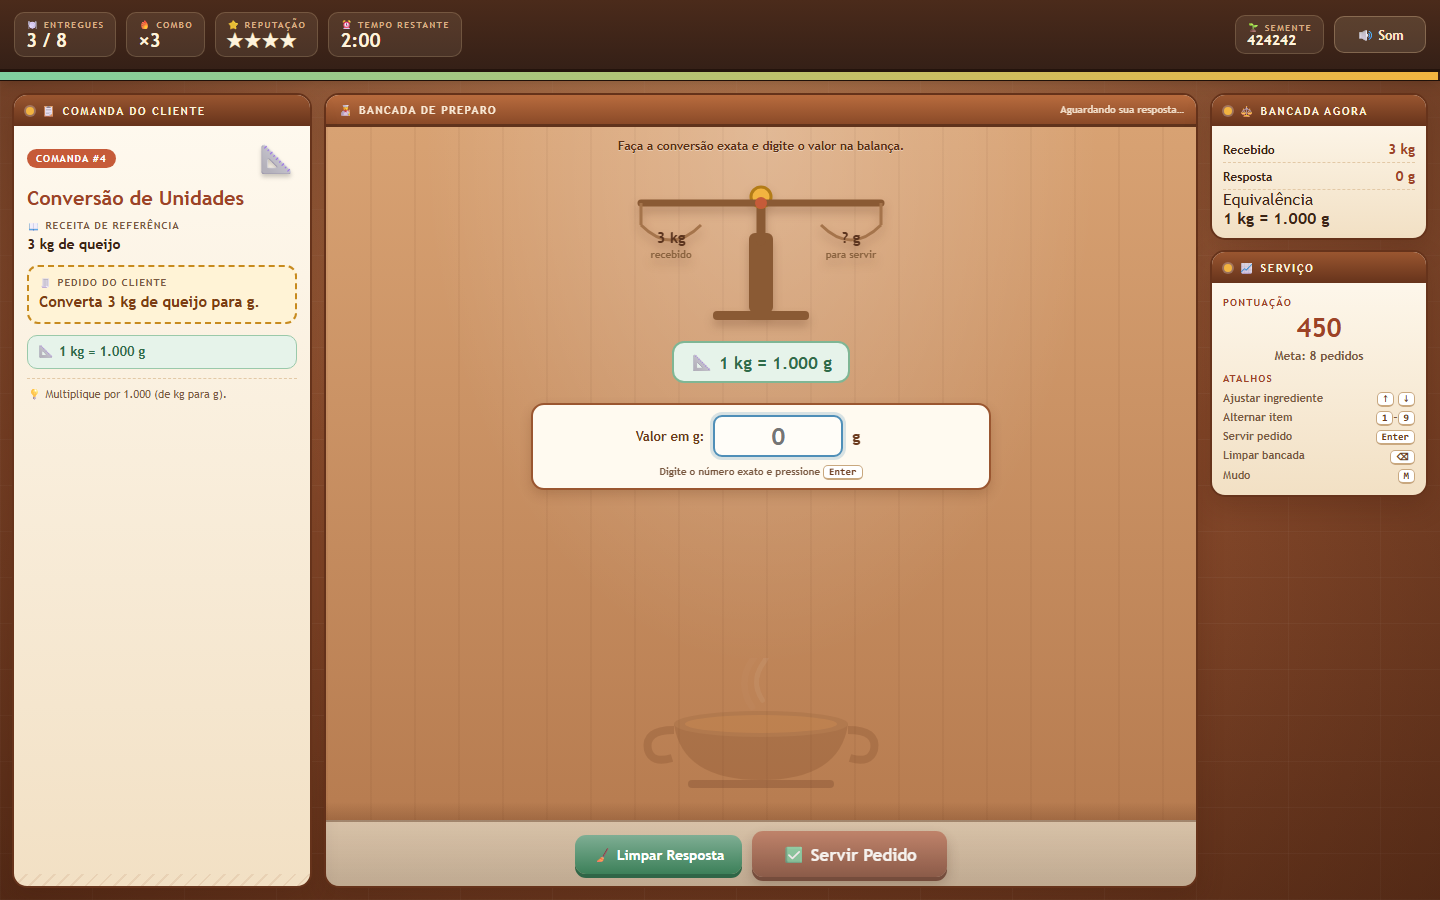 ENTREGUES
3 / 8
COMBO
×3
REPUTAÇÃO
★★★★
TEMPO RESTANTE
2:00
SEMENTE
424242
Som
COMANDA DO CLIENTE
COMANDA #4
Conversão de Unidades
RECEITA DE REFERÊNCIA
3 kg de queijo
PEDIDO DO CLIENTE
Converta 3 kg de queijo para g.
1 kg = 1.000 g
Multiplique por 1.000 (de kg para g).
BANCADA DE PREPARO
Aguardando sua resposta...
Faça a conversão exata e digite o valor na balança.
3 kg
recebido
? g
para servir
1 kg = 1.000 g
Valor em g: 0 g
Digite o número exato e pressione Enter
Limpar Resposta
Servir Pedido
BANCADA AGORA
Recebido 3 kg
Resposta 0 g
Equivalência
1 kg = 1.000 g
SERVIÇO
PONTUAÇÃO
450
Meta: 8 pedidos
ATALHOS
Ajustar ingrediente ↑ ↓
Alternar item 1-9
Servir pedido Enter
Limpar bancada ⌫
Mudo M